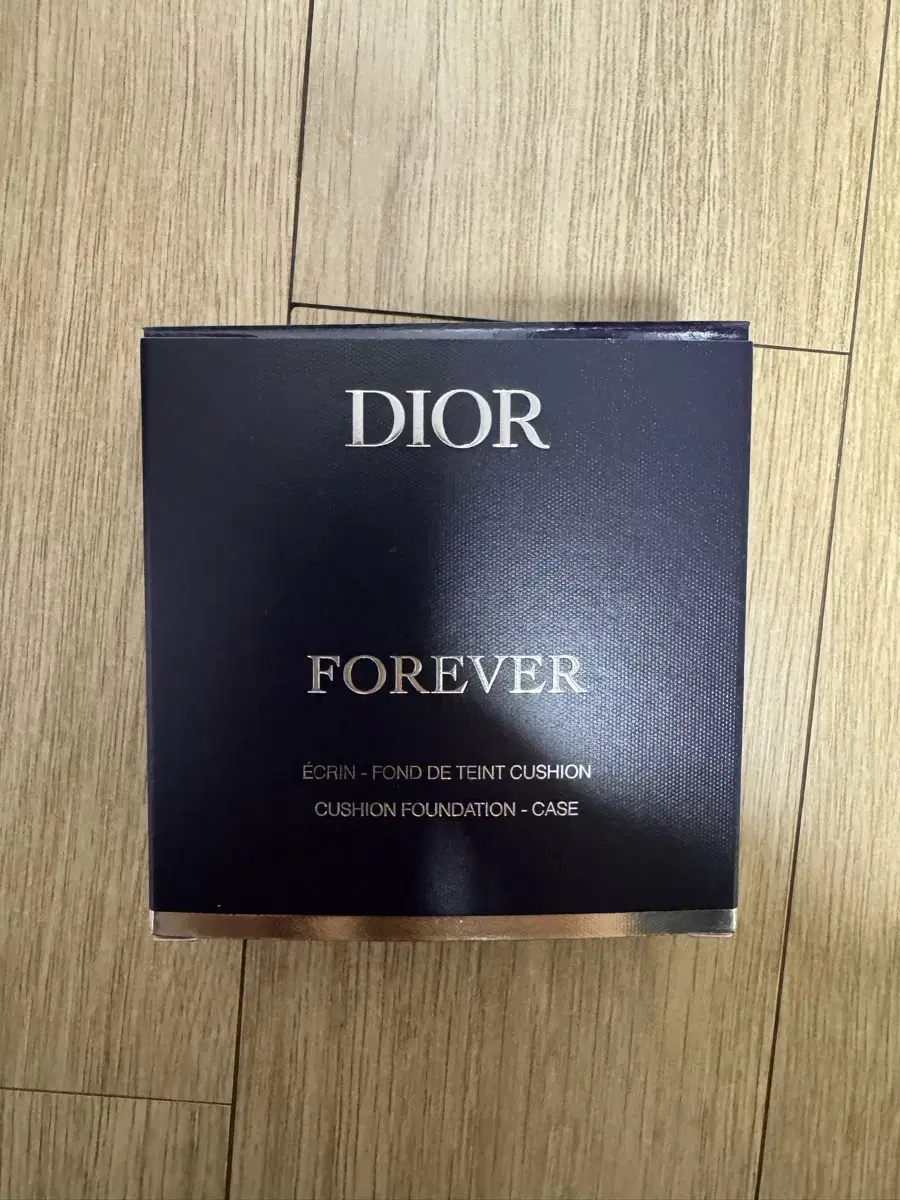 DIOR
FOREVER
ÉCRIN - FOND DE TEINT CUSHION
CUSHION FOUNDATION - CASE